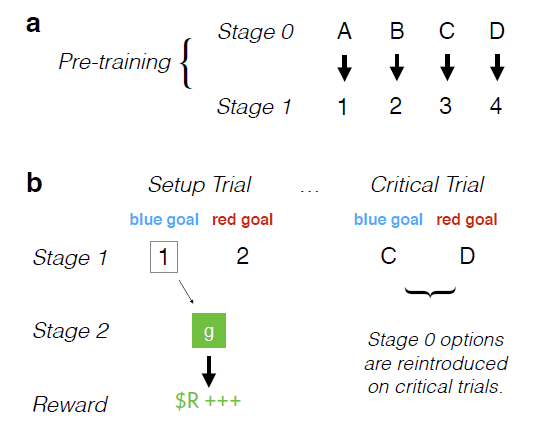 a
Stage 0 A B C D
Pre-training {
Stage 1 1 2 3 4
b
Setup Trial ... Critical Trial
blue goal red goal blue goal red goal
Stage 1 1 2 C D
Stage 2 g
Stage 0 options
are reintroduced
on critical trials.
Reward $R +++